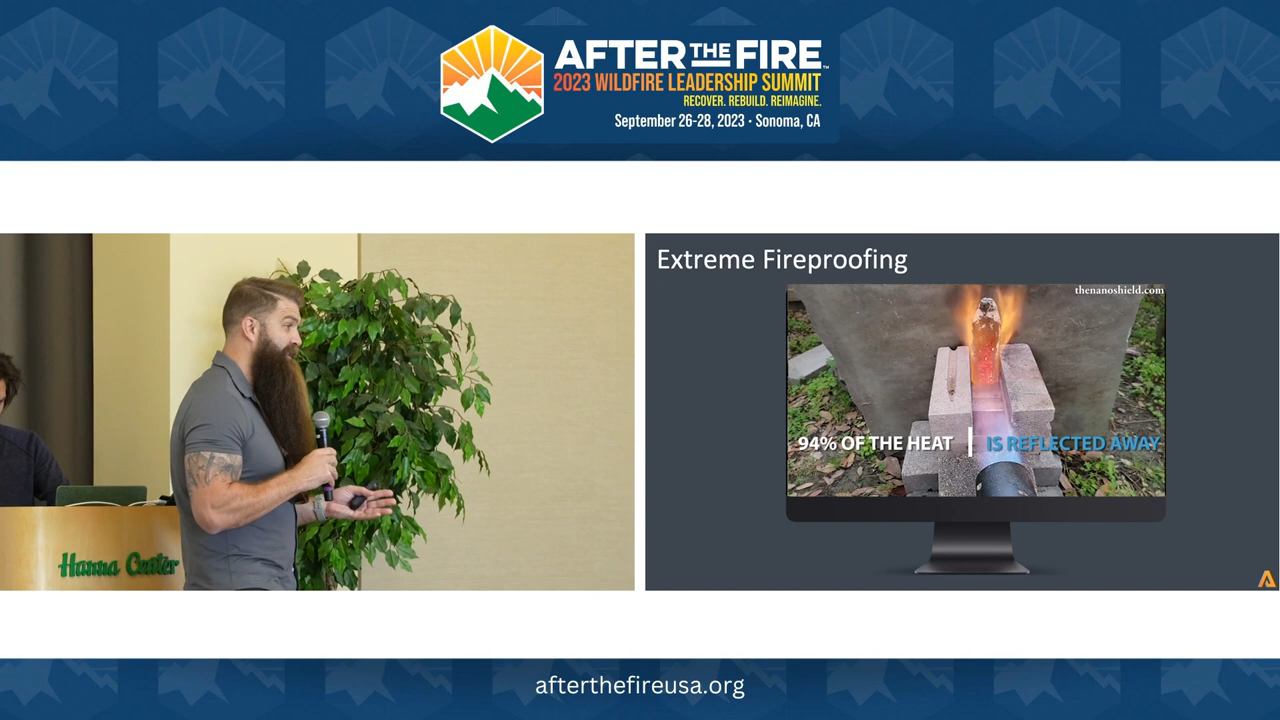 AFTER THE FIRE™
2023 WILDFIRE LEADERSHIP SUMMIT
RECOVER. REBUILD. REIMAGINE.
September 26-28, 2023 • Sonoma, CA
Hanna Center
Extreme Fireproofing
thenanoshield.com
94% OF THE HEAT | IS REFLECTED AWAY
afterthefireusa.org